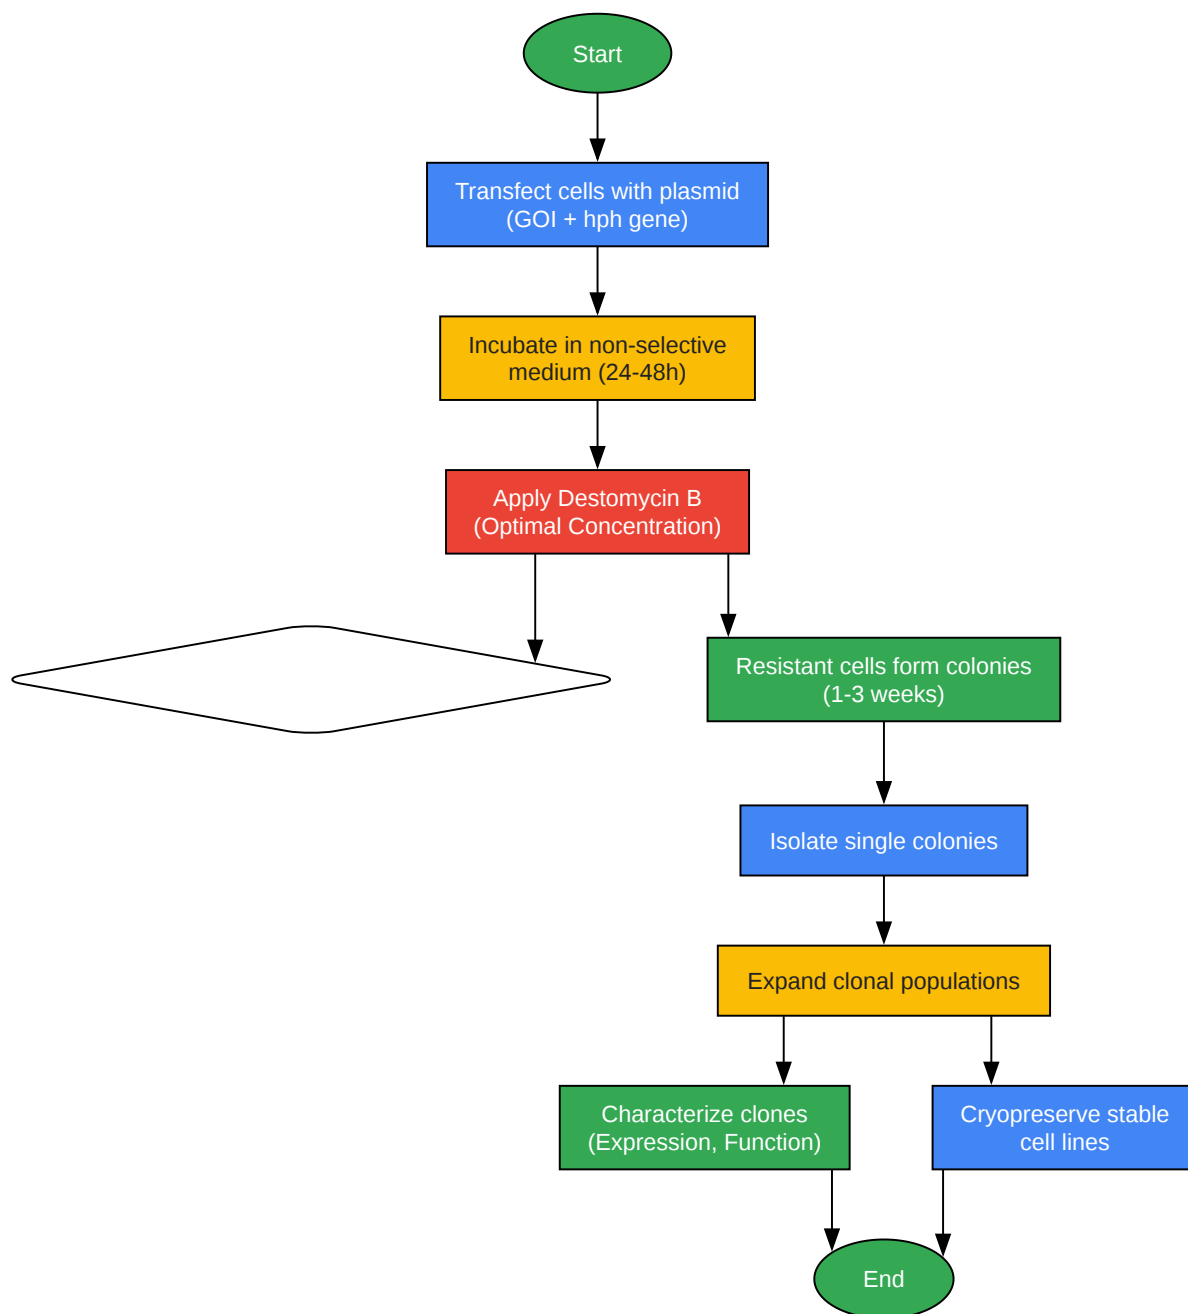 Start
Transfect cells with plasmid
(GOI + hph gene)
Incubate in non-selective
medium (24-48h)
Apply Destomycin B
(Optimal Concentration)
Resistant cells form colonies
(1-3 weeks)
Isolate single colonies
Expand clonal populations
Characterize clones
(Expression, Function)
Cryopreserve stable
cell lines
End